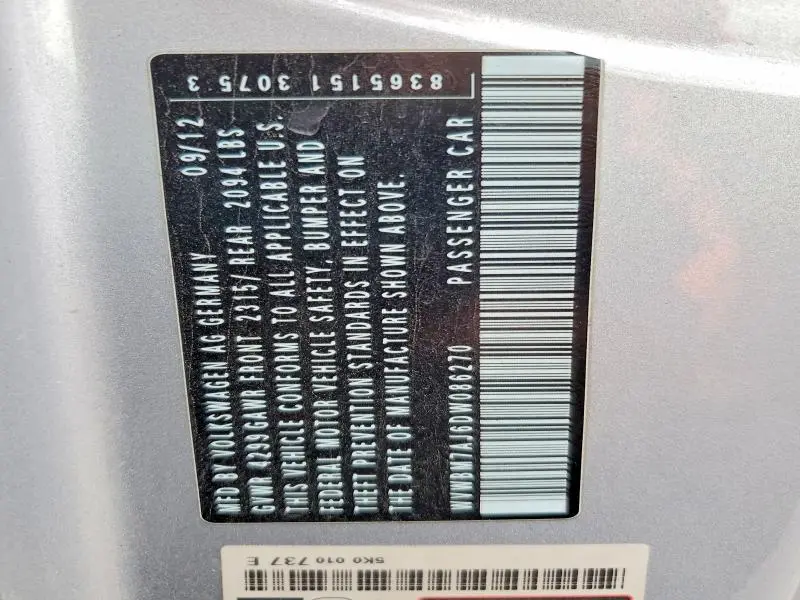 MFD BY VOLKSWAGEN AG GERMANY 09/12
GVWR 4299GAWR FRONT 2315/ REAR 2094 LBS
THIS VEHICLE CONFORMS TO ALL APPLICABLE U.S.
FEDERAL MOTOR VEHICLE SAFETY, BUMPER AND
THEFT PREVENTION STANDARDS IN EFFECT ON
THE DATE OF MANUFACTURE SHOWN ABOVE.
WVWBM7AJ6DW086270 PASSENGER CAR
8365151 3075 3
5K0 010 737 E